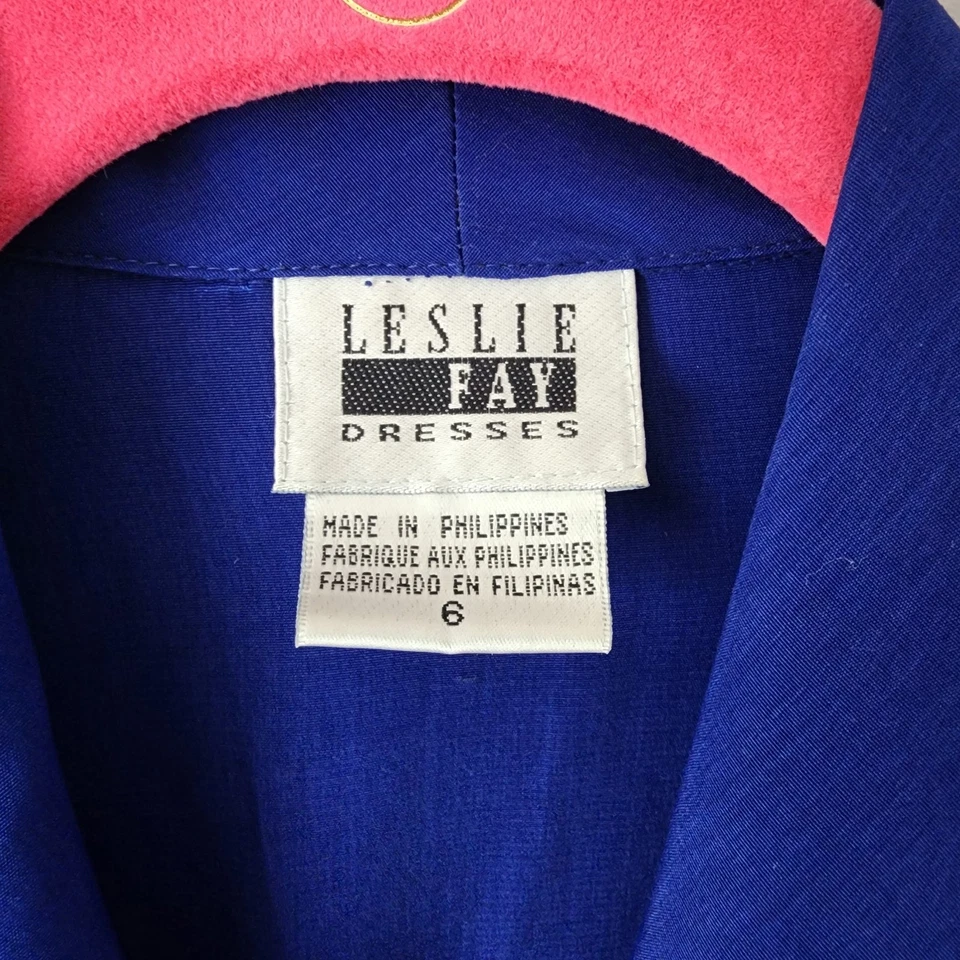 LESLIE
FAY
DRESSES
MADE IN PHILIPPINES
FABRIQUE AUX PHILIPPINES
FABRICADO EN FILIPINAS
6